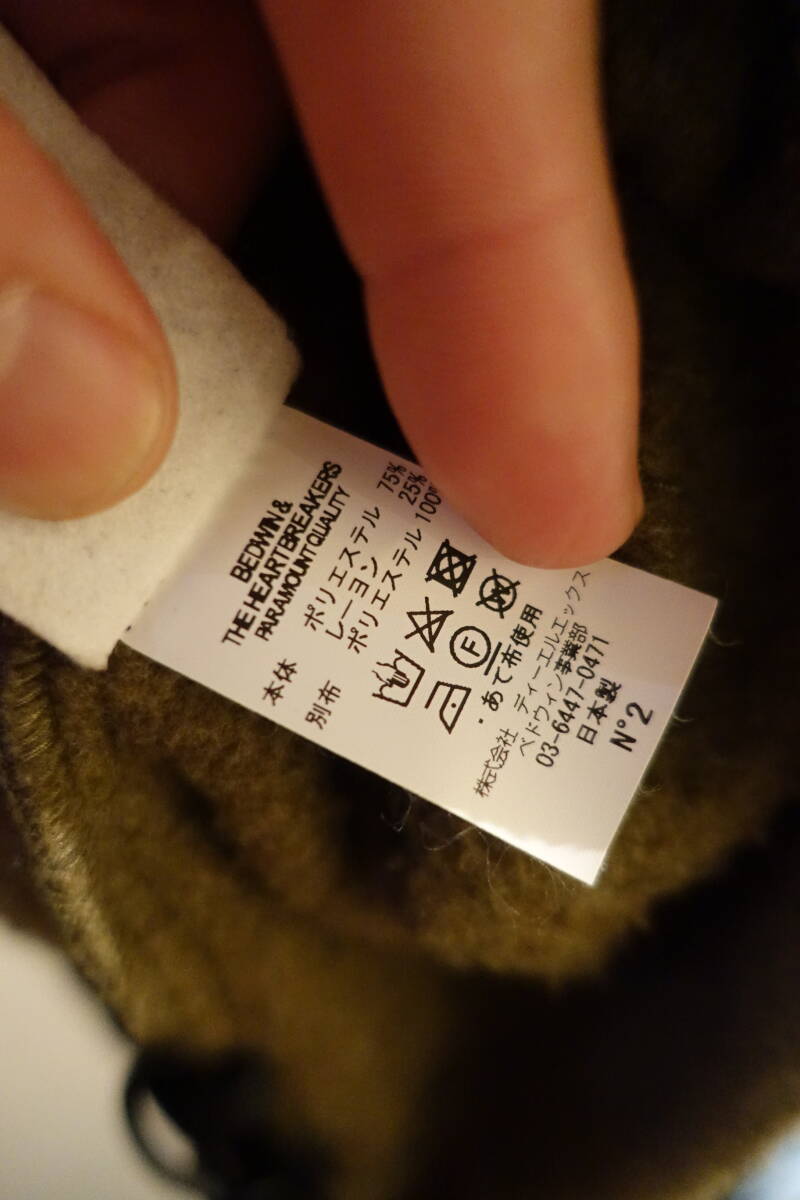 BEDWIN &
THE HEARTBREAKERS
PARAMOUNT QUALITY
本体 ポリエステル 75%
レーヨン 25%
別布 ポリエステル 100%
F W
・あて布使用
株式会社 ディーエルエックス
ベドウィン事業部
03-6447-0471
日本製
N°2